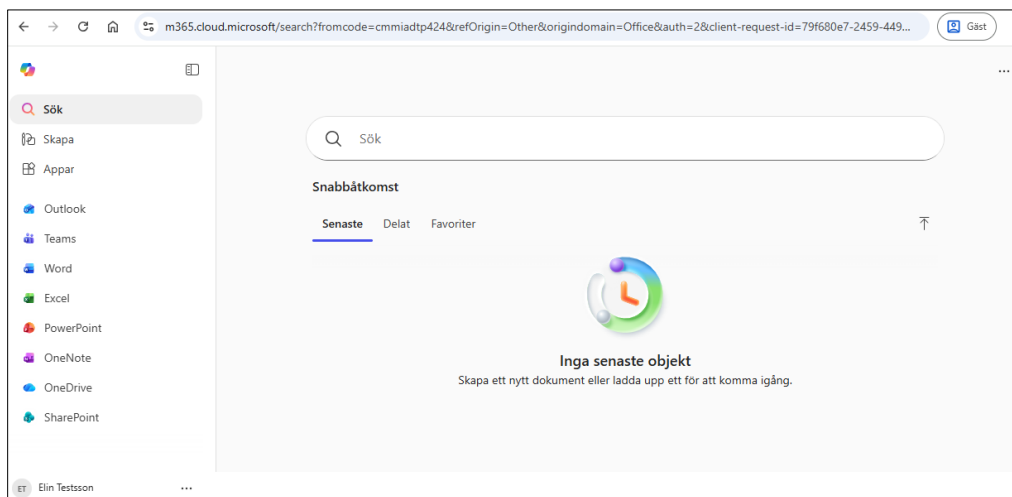 m365.cloud.microsoft/search?fromcode=cmmiadtp424&refOrigin=Other&origindomain=Office&auth=2&client-request-id=79f680e7-2459-449...
Gäst
Sök
Skapa
Appar
Outlook
Teams
Word
Excel
PowerPoint
OneNote
OneDrive
SharePoint
ET Elin Testsson
Sök
Snabbåtkomst
Senaste Delat Favoriter
Inga senaste objekt
Skapa ett nytt dokument eller ladda upp ett för att komma igång.